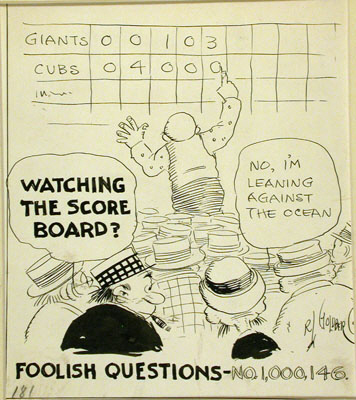 GIANTS 0 0 1 0 3
CUBS 0 4 0 0 0
WATCHING
THE SCORE
BOARD?
NO, I'M
LEANING
AGAINST
THE OCEAN
FOOLISH QUESTIONS-NO. 1,000,146.
181